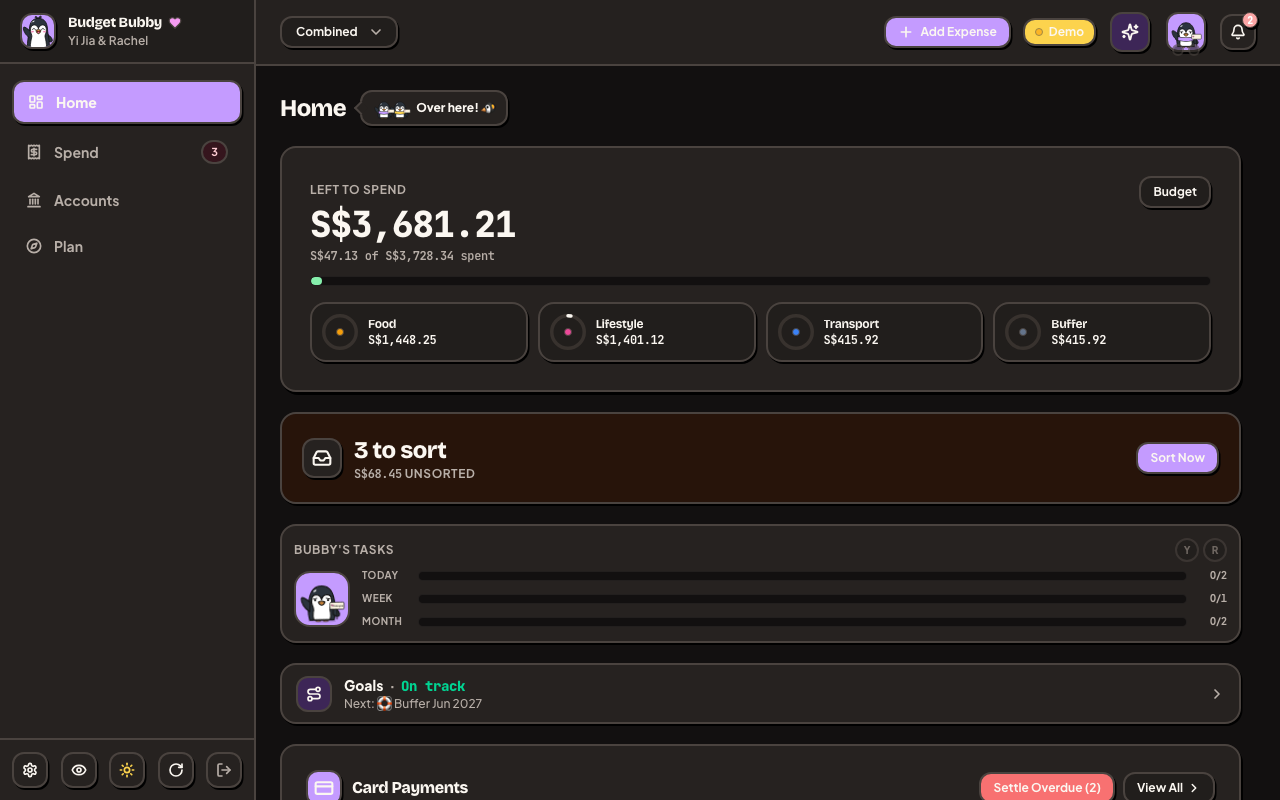 Budget Bubby
Yi Jia & Rachel
Home
Spend
3
Accounts
Plan
Combined
Add Expense
Demo
2
Home
Over here!
LEFT TO SPEND
S$3,681.21
S$47.13 of S$3,728.34 spent
Budget
Food
S$1,448.25
Lifestyle
S$1,401.12
Transport
S$415.92
Buffer
S$415.92
3 to sort
S$68.45 UNSORTED
Sort Now
BUBBY'S TASKS
Y
R
TODAY
0/2
WEEK
0/1
MONTH
0/2
Goals · On track
Next: Buffer Jun 2027
Card Payments
Settle Overdue (2)
View All